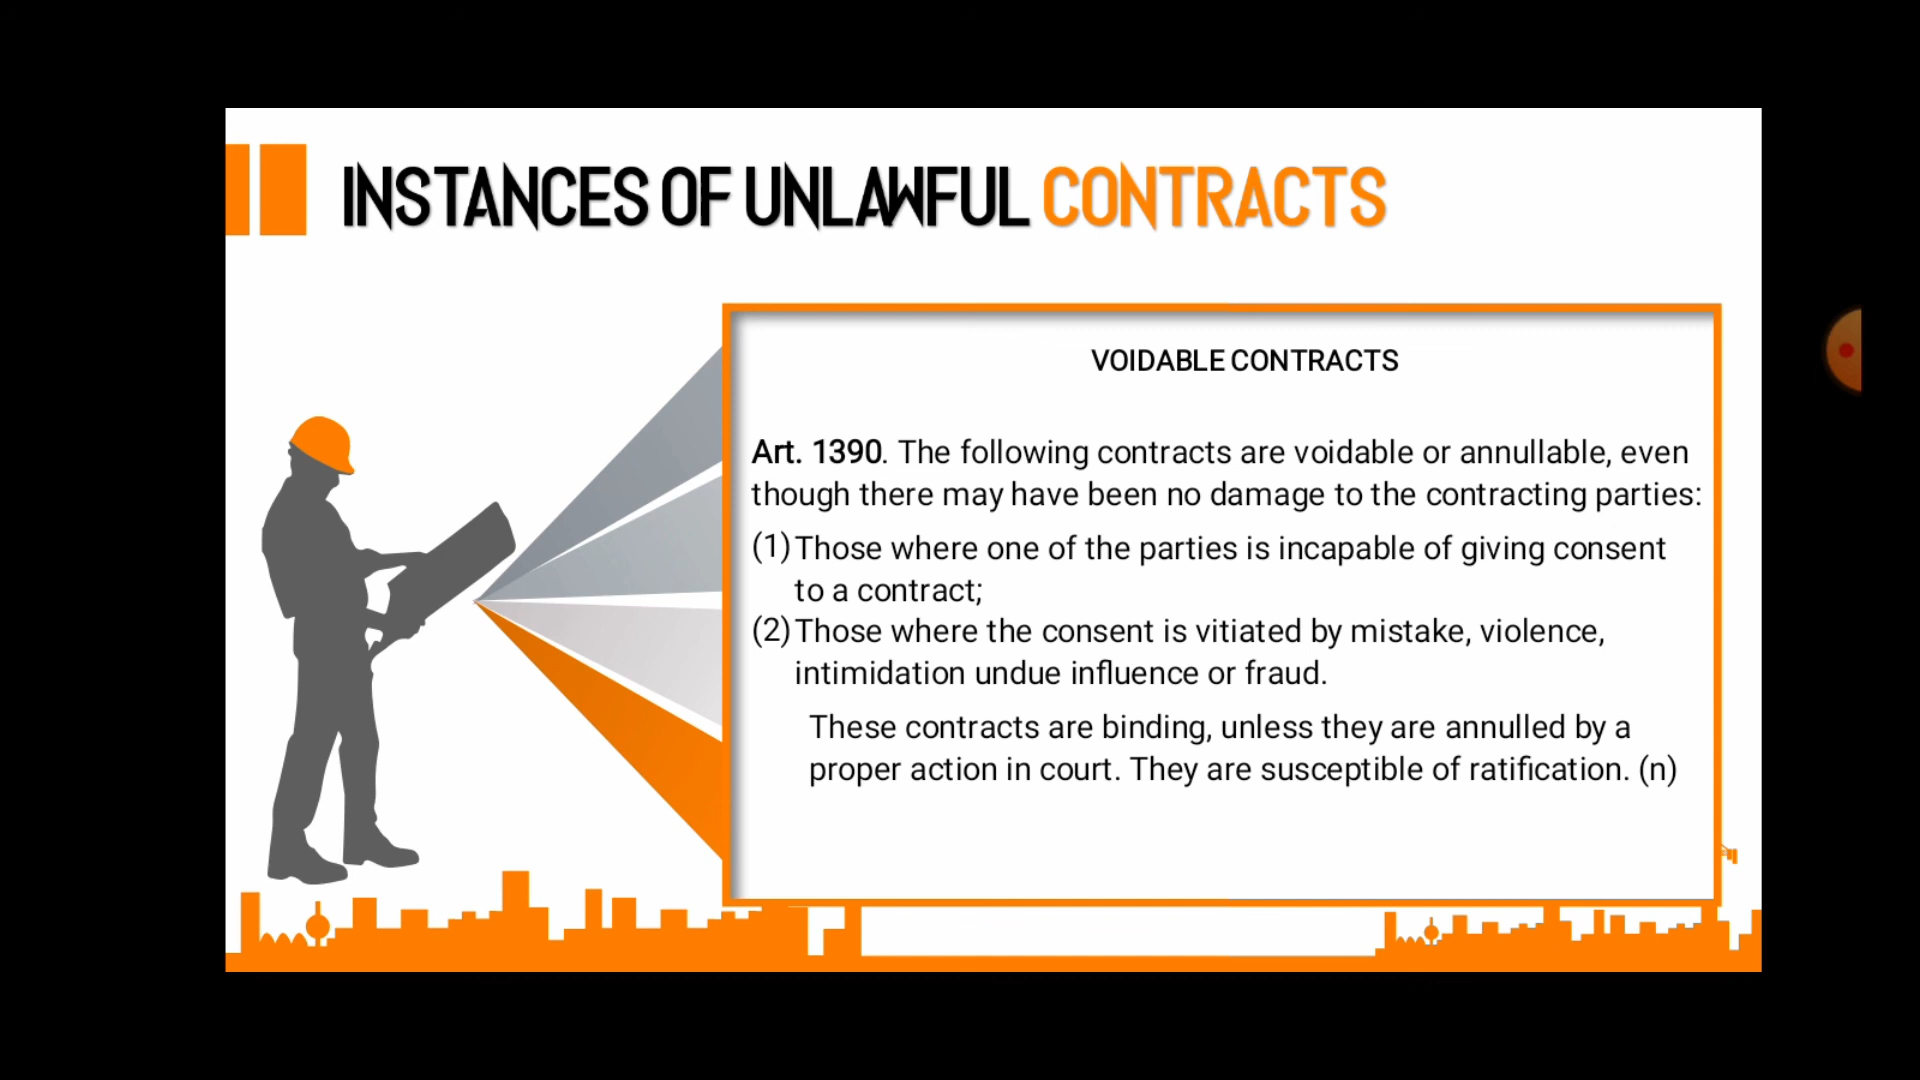 INSTANCES OF UNLAWFUL CONTRACTS
VOIDABLE CONTRACTS
Art. 1390. The following contracts are voidable or annullable, even
though there may have been no damage to the contracting parties:
(1) Those where one of the parties is incapable of giving consent
to a contract;
(2) Those where the consent is vitiated by mistake, violence,
intimidation undue influence or fraud.
These contracts are binding, unless they are annulled by a
proper action in court. They are susceptible of ratification. (n)